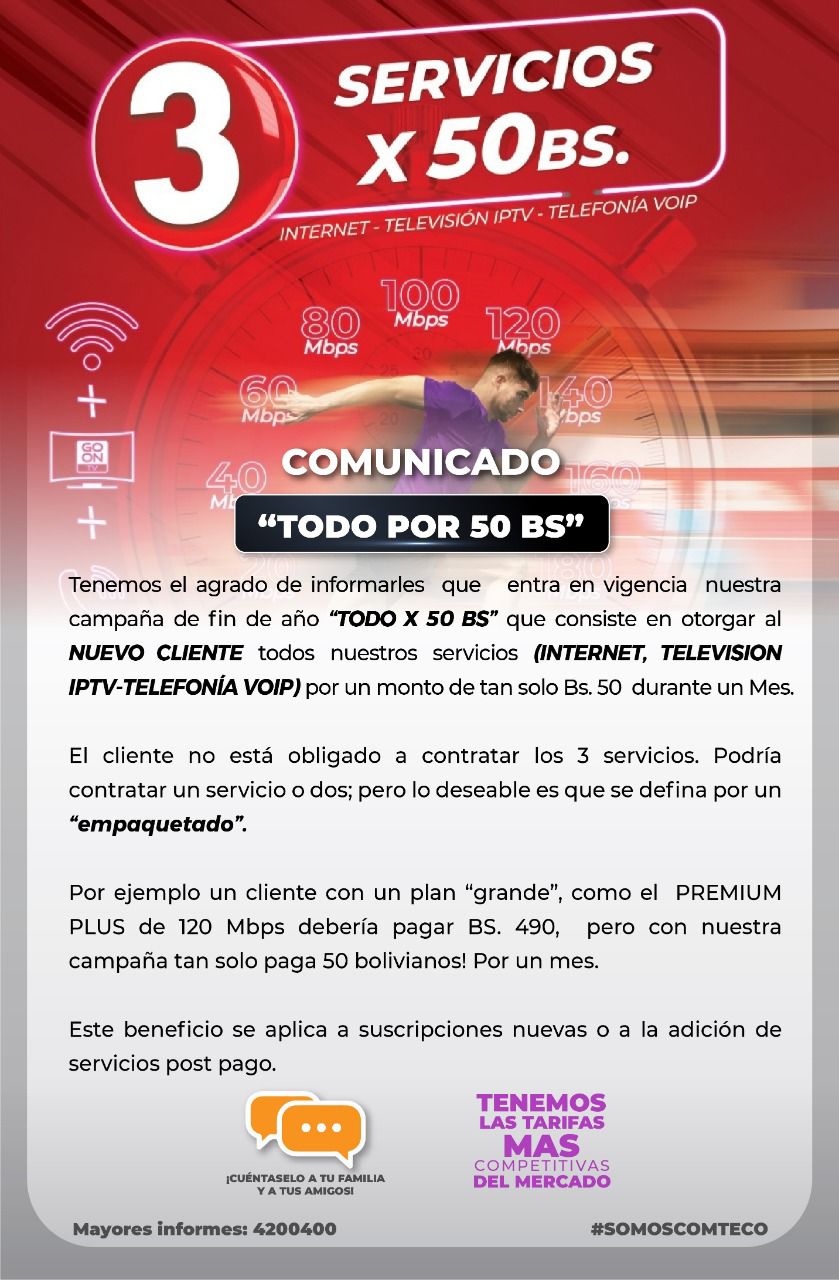 3
SERVICIOS
X 50BS.
INTERNET - TELEVISIÓN IPTV - TELEFONÍA VOIP
100
Mbps
80
Mbps
120
Mbps
60
Mbps
140
Mbps
40
160
GO
ON
TV
COMUNICADO
“TODO POR 50 BS”
20
180
Tenemos el agrado de informarles que entra en vigencia nuestra
campaña de fin de año “TODO X 50 BS” que consiste en otorgar al
NUEVO CLIENTE todos nuestros servicios (INTERNET, TELEVISION
IPTV-TELEFONÍA VOIP) por un monto de tan solo Bs. 50 durante un Mes.
El cliente no está obligado a contratar los 3 servicios. Podría
contratar un servicio o dos; pero lo deseable es que se defina por un
“empaquetado”.
Por ejemplo un cliente con un plan “grande”, como el PREMIUM
PLUS de 120 Mbps debería pagar BS. 490, pero con nuestra
campaña tan solo paga 50 bolivianos! Por un mes.
Este beneficio se aplica a suscripciones nuevas o a la adición de
servicios post pago.
¡CUÉNTASELO A TU FAMILIA
Y A TUS AMIGOS!
TENEMOS
LAS TARIFAS
MAS
COMPETITIVAS
DEL MERCADO
Mayores informes: 4200400
#SOMOSCOMTECO